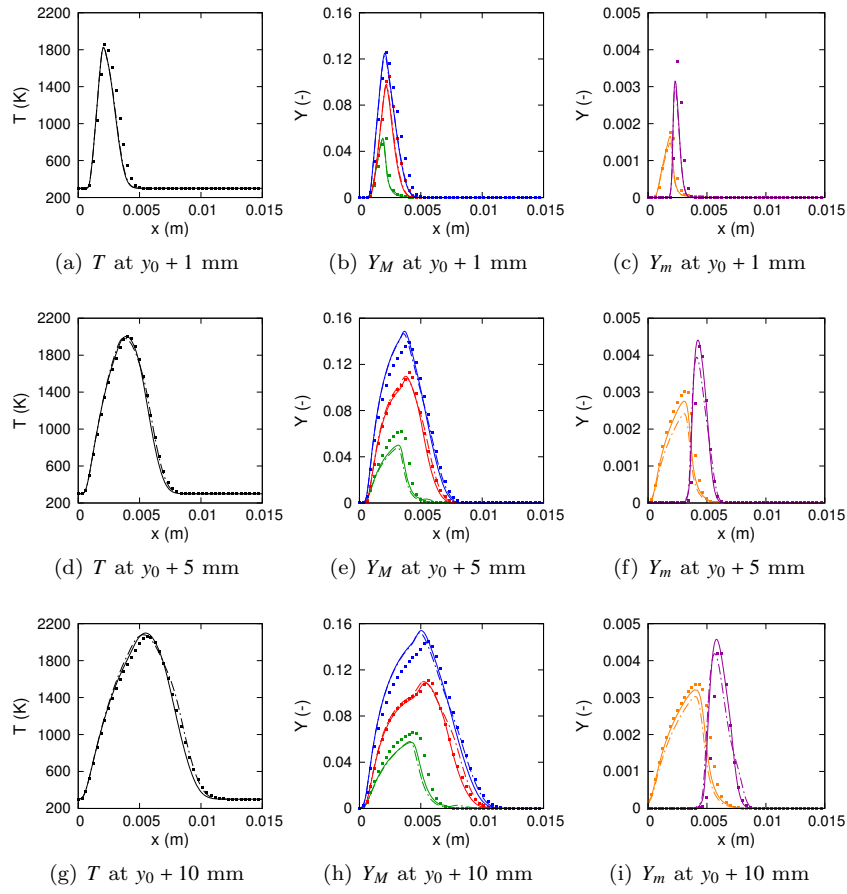 T (K)
2200
1800
1400
1000
600
200
0 0.005 0.01 0.015
x (m)
(a) T at y0 + 1 mm
Y (-)
0.16
0.12
0.08
0.04
0
0 0.005 0.01 0.015
x (m)
(b) YM at y0 + 1 mm
Y (-)
0.005
0.004
0.003
0.002
0.001
0.000
0 0.005 0.01 0.015
x (m)
(c) Ym at y0 + 1 mm
T (K)
2200
1800
1400
1000
600
200
0 0.005 0.01 0.015
x (m)
(d) T at y0 + 5 mm
Y (-)
0.16
0.12
0.08
0.04
0
0 0.005 0.01 0.015
x (m)
(e) YM at y0 + 5 mm
Y (-)
0.005
0.004
0.003
0.002
0.001
0.000
0 0.005 0.01 0.015
x (m)
(f) Ym at y0 + 5 mm
T (K)
2200
1800
1400
1000
600
200
0 0.005 0.01 0.015
x (m)
(g) T at y0 + 10 mm
Y (-)
0.16
0.12
0.08
0.04
0
0 0.005 0.01 0.015
x (m)
(h) YM at y0 + 10 mm
Y (-)
0.005
0.004
0.003
0.002
0.001
0.000
0 0.005 0.01 0.015
x (m)
(i) Ym at y0 + 10 mm